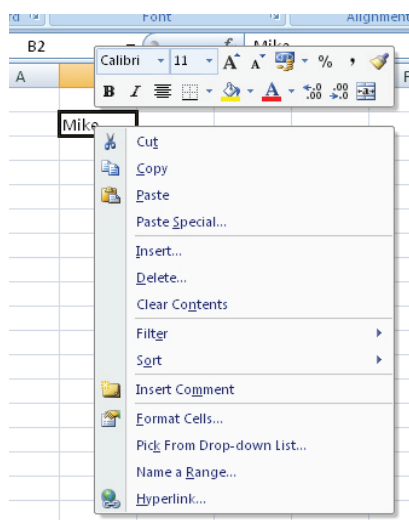 Font
Alignment
B2
Mike
Calibri 11 A A % ,
B I A .00 .00
A
Mike
Cut
Copy
Paste
Paste Special...
Insert...
Delete...
Clear Contents
Filter
Sort
Insert Comment
Format Cells...
Pick From Drop-down List...
Name a Range...
Hyperlink...